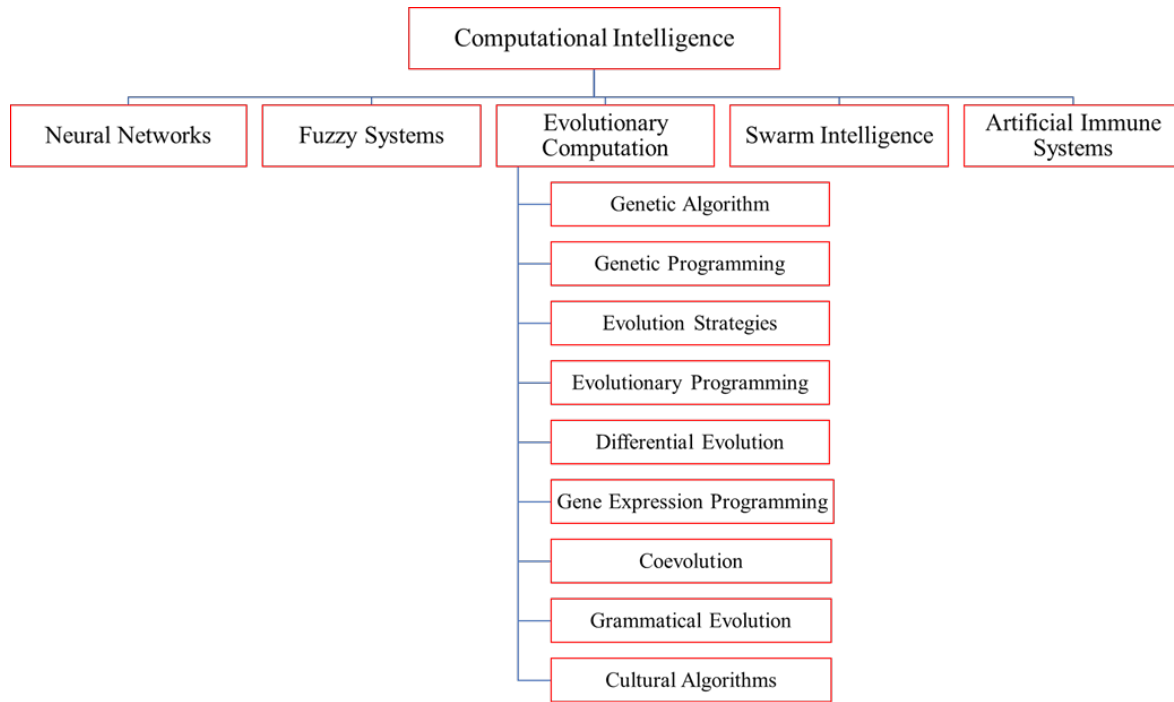 Computational Intelligence
Neural Networks
Fuzzy Systems
Evolutionary
Computation
Swarm Intelligence
Artificial Immune
Systems
Genetic Algorithm
Genetic Programming
Evolution Strategies
Evolutionary Programming
Differential Evolution
Gene Expression Programming
Coevolution
Grammatical Evolution
Cultural Algorithms